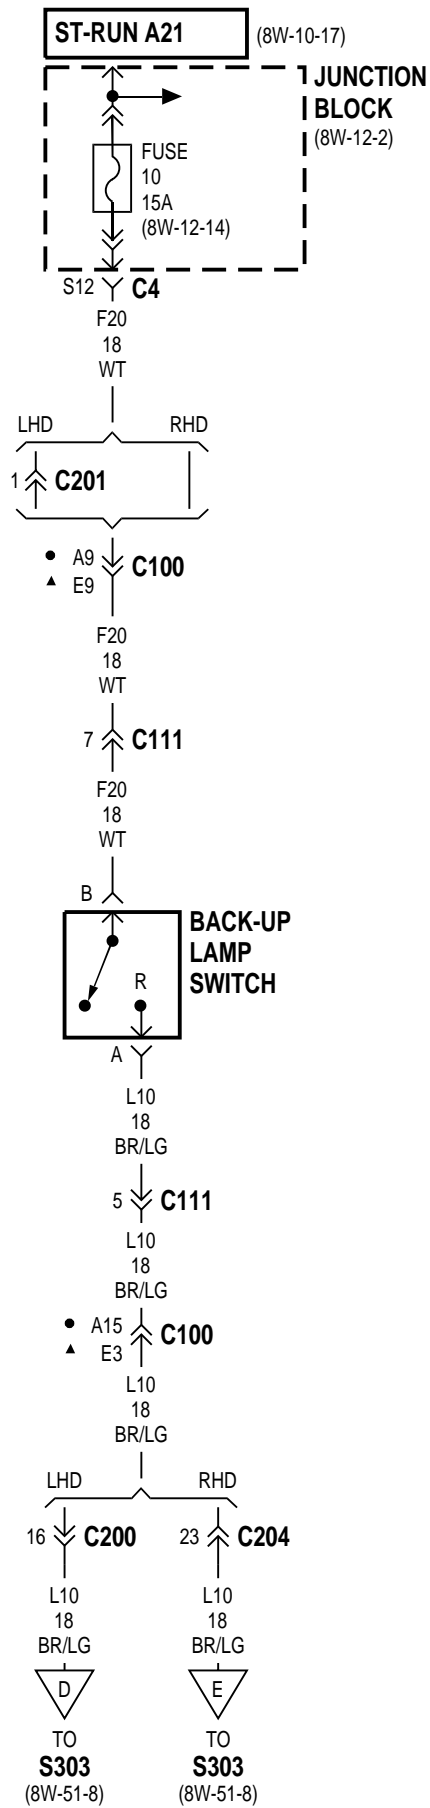 ST-RUN A21
(8W-10-17)
JUNCTION
BLOCK
(8W-12-2)
FUSE
10
15A
(8W-12-14)
S12
C4
F20
18
WT
LHD
RHD
1
C201
A9
C100
E9
F20
18
WT
7
C111
F20
18
WT
B
BACK-UP
LAMP
SWITCH
R
A
L10
18
BR/LG
5
C111
L10
18
BR/LG
A15
C100
E3
L10
18
BR/LG
LHD
RHD
16
C200
23
C204
L10
18
BR/LG
L10
18
BR/LG
D
E
TO
S303
(8W-51-8)
TO
S303
(8W-51-8)